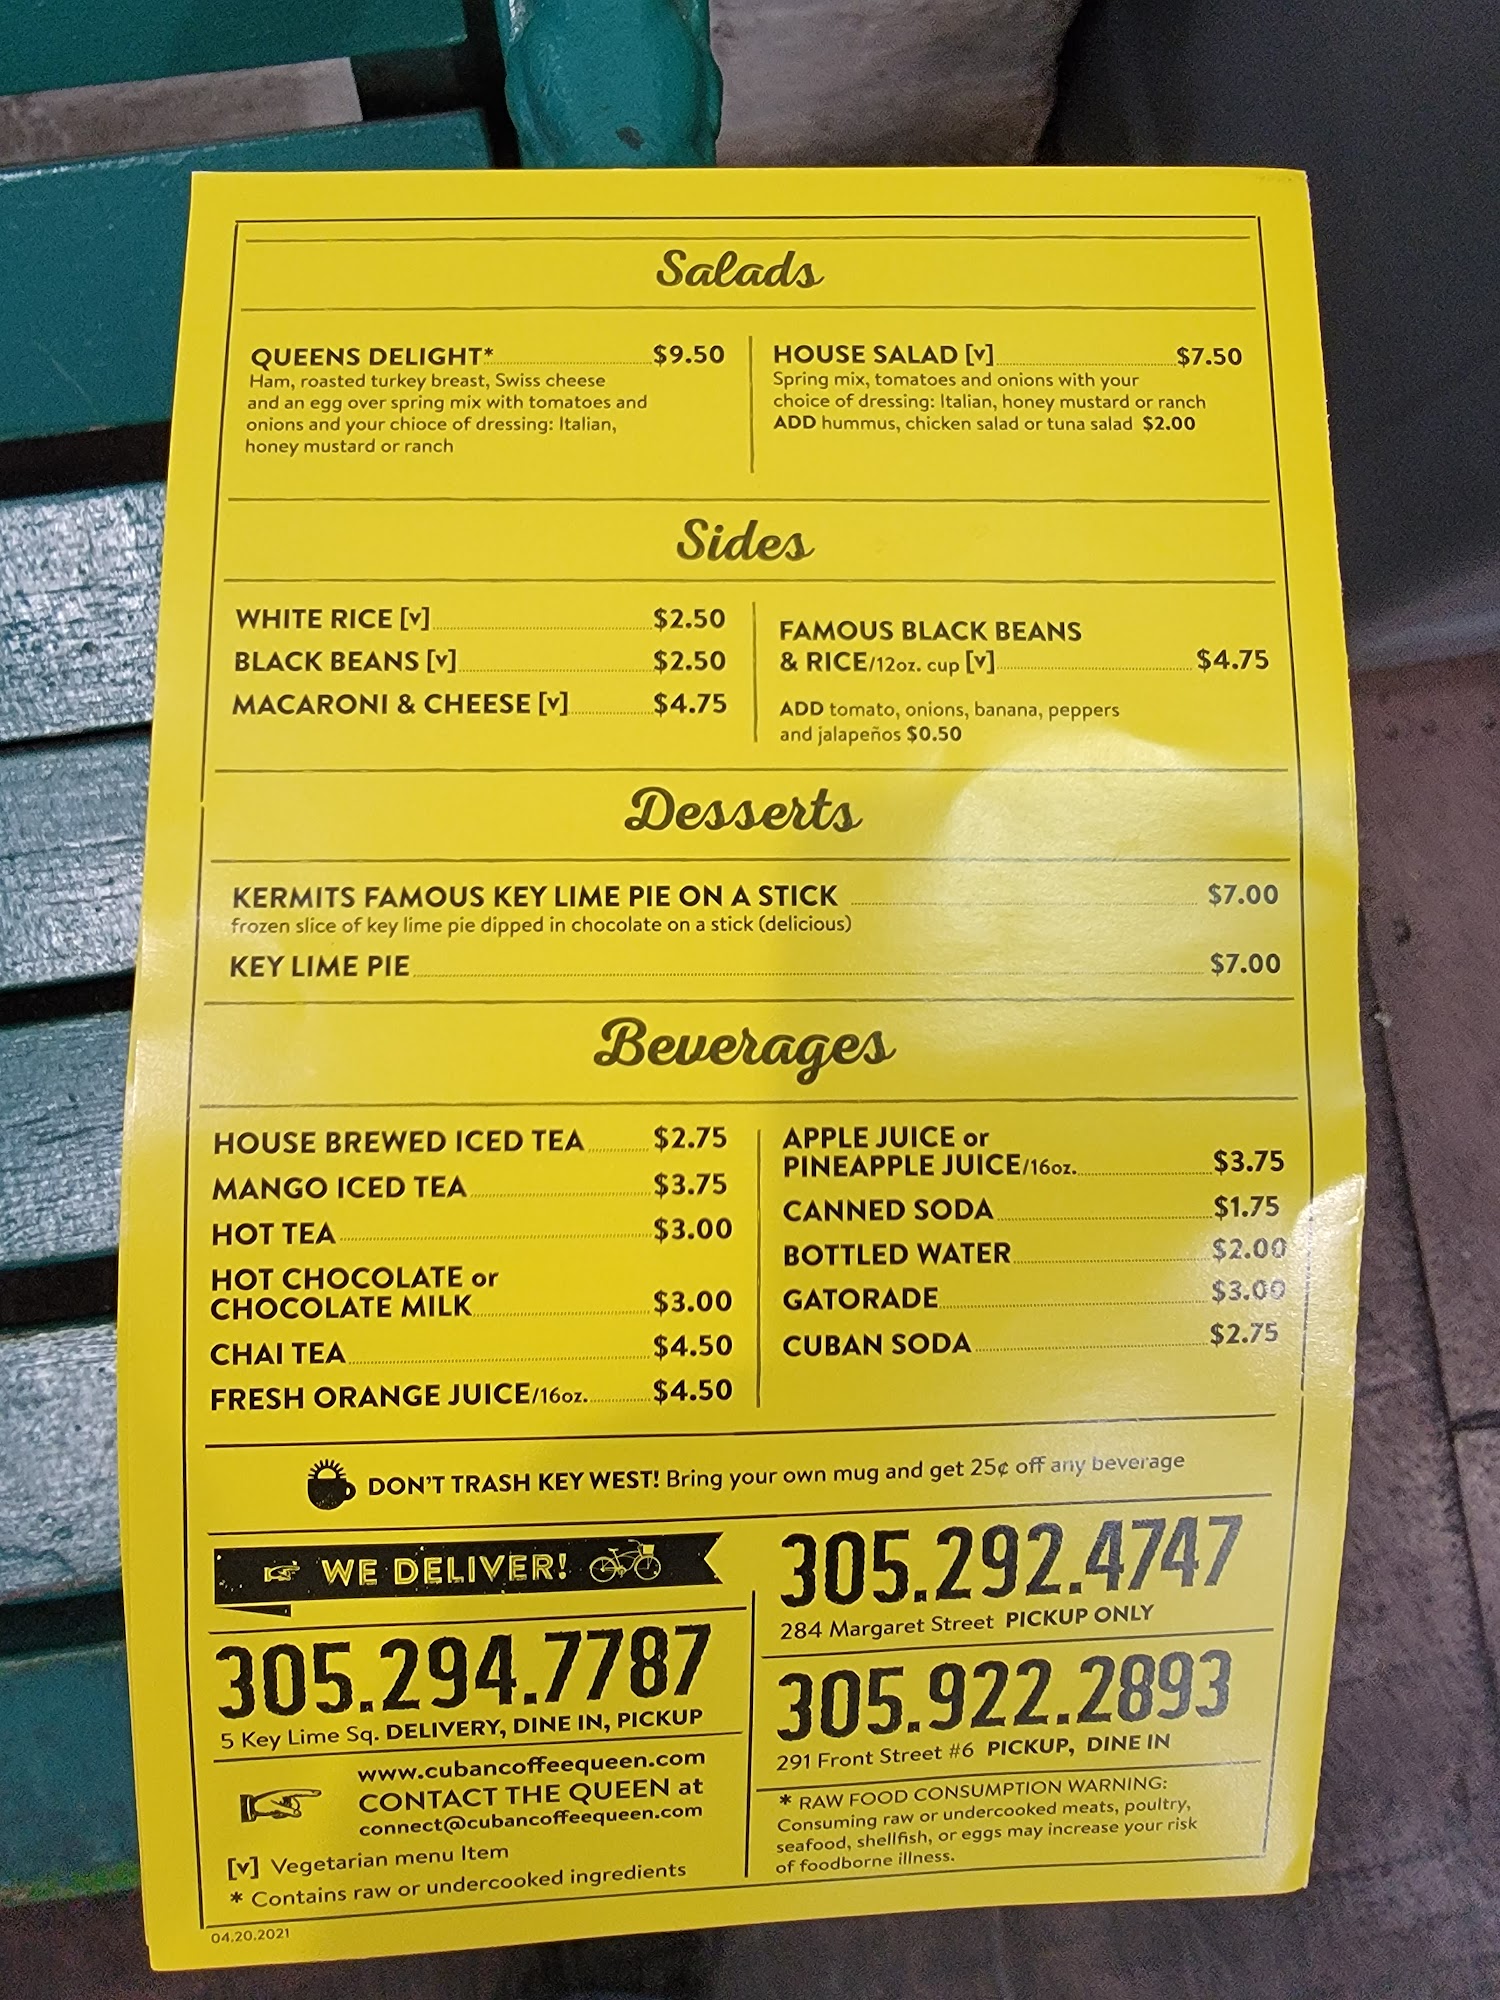 Salads
QUEENS DELIGHT* $9.50
Ham, roasted turkey breast, Swiss cheese
and an egg over spring mix with tomatoes and
onions and your chioce of dressing: Italian,
honey mustard or ranch
HOUSE SALAD [v] $7.50
Spring mix, tomatoes and onions with your
choice of dressing: Italian, honey mustard or ranch
ADD hummus, chicken salad or tuna salad $2.00
Sides
WHITE RICE [v] $2.50
BLACK BEANS [v] $2.50
MACARONI & CHEESE [v] $4.75
FAMOUS BLACK BEANS
& RICE/12oz. cup [v] $4.75
ADD tomato, onions, banana, peppers
and jalapeños $0.50
Desserts
KERMITS FAMOUS KEY LIME PIE ON A STICK $7.00
frozen slice of key lime pie dipped in chocolate on a stick (delicious)
KEY LIME PIE $7.00
Beverages
HOUSE BREWED ICED TEA $2.75
MANGO ICED TEA $3.75
HOT TEA $3.00
HOT CHOCOLATE or
CHOCOLATE MILK $3.00
CHAI TEA $4.50
FRESH ORANGE JUICE/16oz. $4.50
APPLE JUICE or
PINEAPPLE JUICE/16oz. $3.75
CANNED SODA $1.75
BOTTLED WATER $2.00
GATORADE $3.00
CUBAN SODA $2.75
DON'T TRASH KEY WEST! Bring your own mug and get 25¢ off any beverage
WE DELIVER!
305.294.7787
5 Key Lime Sq. DELIVERY, DINE IN, PICKUP
www.cubancoffeequeen.com
CONTACT THE QUEEN at
connect@cubancoffeequeen.com
[v] Vegetarian menu Item
* Contains raw or undercooked ingredients
305.292.4747
284 Margaret Street PICKUP ONLY
305.922.2893
291 Front Street #6 PICKUP, DINE IN
* RAW FOOD CONSUMPTION WARNING:
Consuming raw or undercooked meats, poultry,
seafood, shellfish, or eggs may increase your risk
of foodborne illness.
04.20.2021